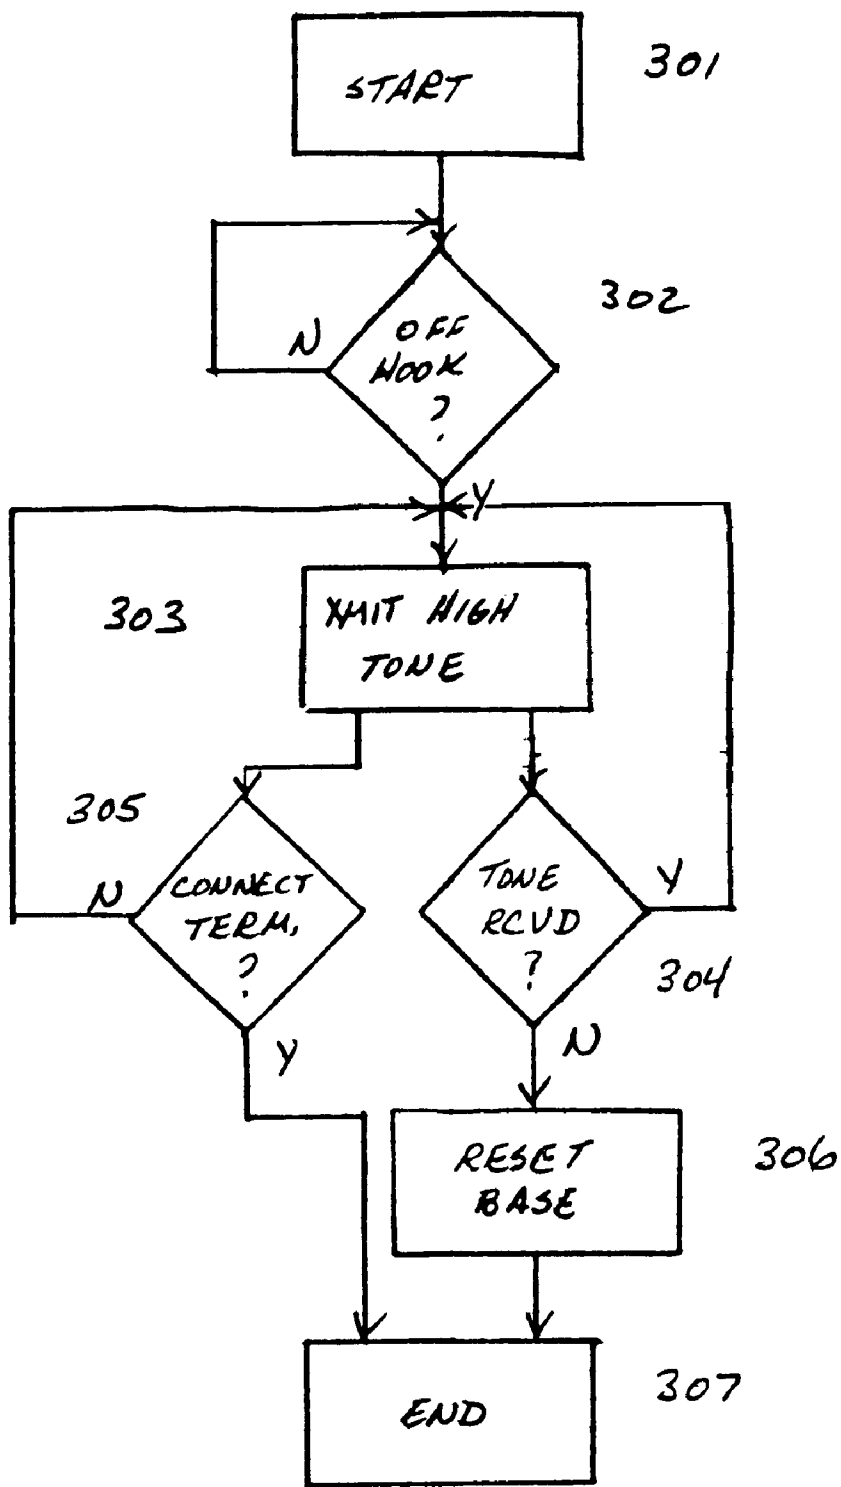 START
301
302
N
OFF
HOOK
?
Y
303
XMIT HIGH
TONE
305
N
CONNECT
TERM.
?
Y
TONE
RCVD
?
Y
304
N
RESET
BASE
306
END
307